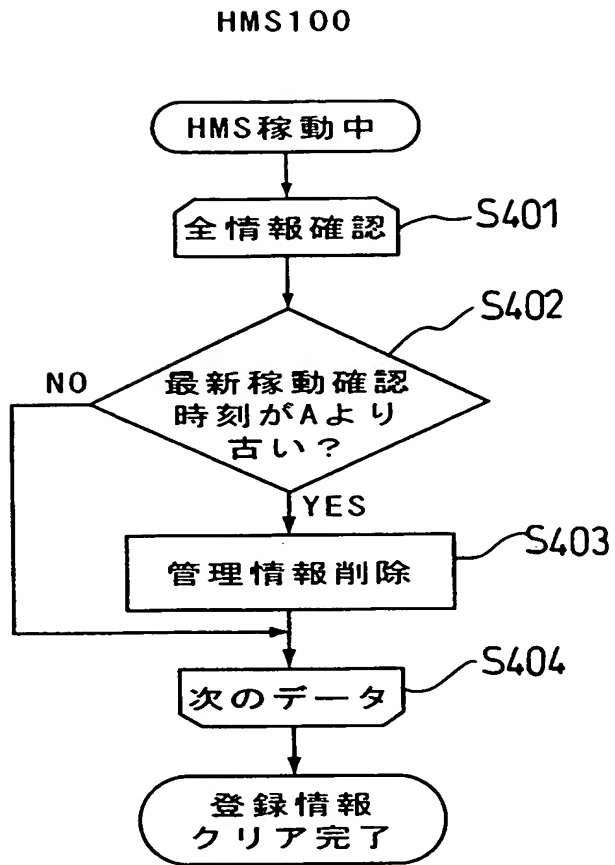 HMS100
HMS稼動中
全情報確認
S401
S402
NO
最新稼動確認
時刻がAより
古い?
YES
管理情報削除
S403
次のデータ
S404
登録情報
クリア完了